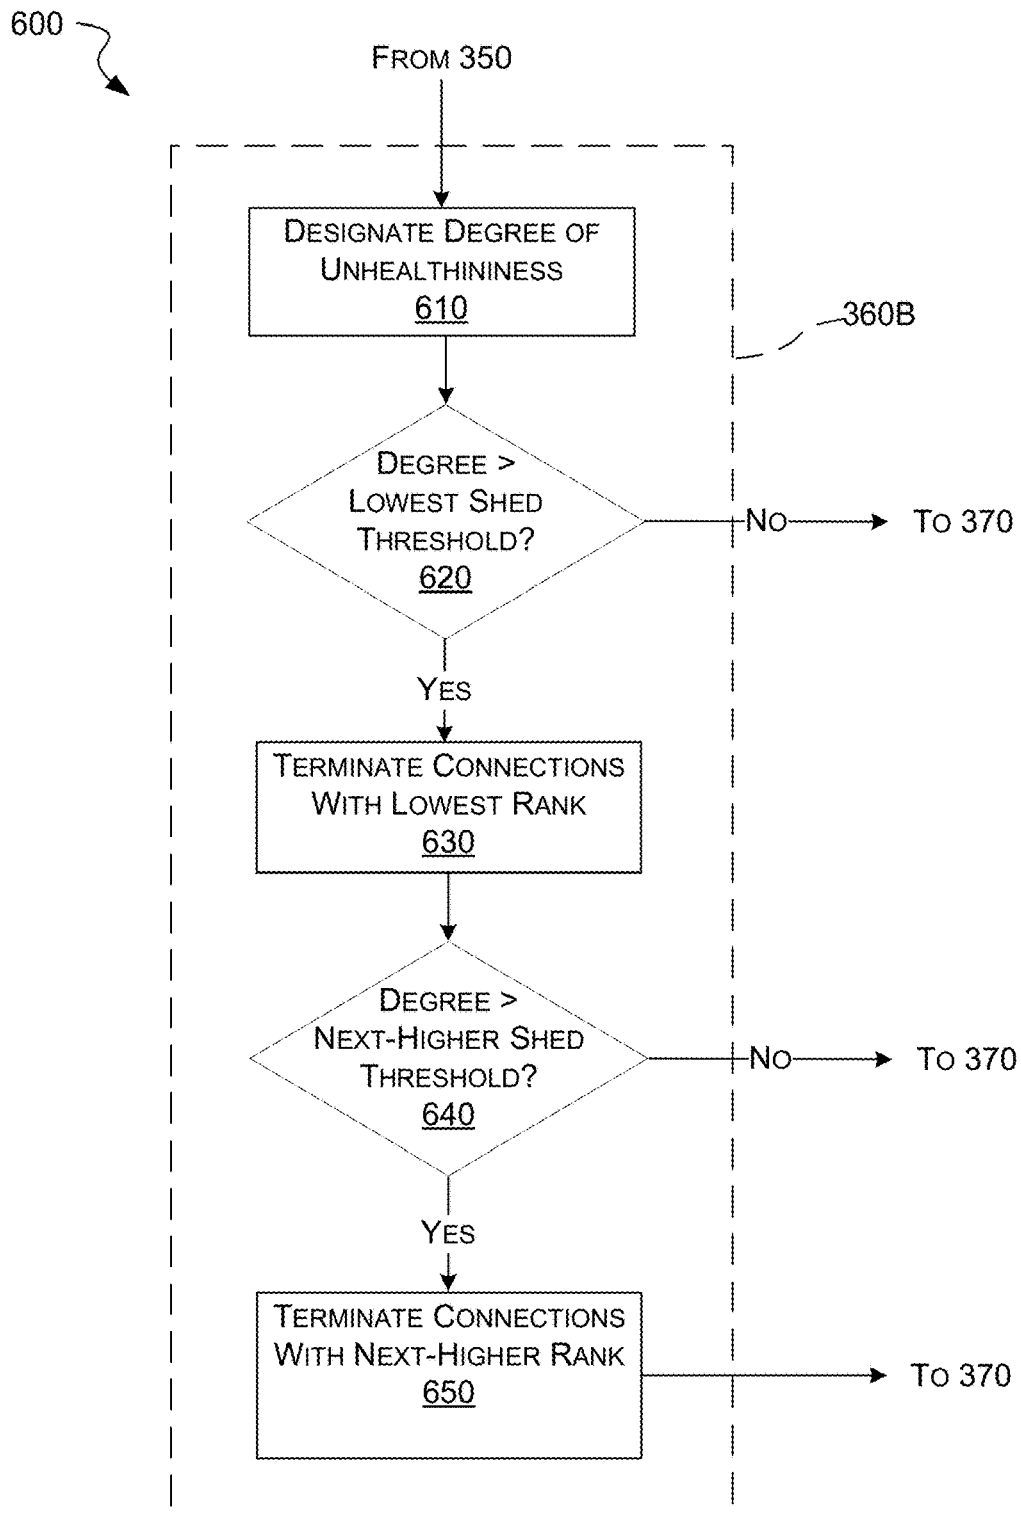 600
FROM 350
DESIGNATE DEGREE OF
UNHEALTHININESS
610
360B
DEGREE >
LOWEST SHED
THRESHOLD?
620
NO
TO 370
YES
TERMINATE CONNECTIONS
WITH LOWEST RANK
630
DEGREE >
NEXT-HIGHER SHED
THRESHOLD?
640
NO
TO 370
YES
TERMINATE CONNECTIONS
WITH NEXT-HIGHER RANK
650
TO 370